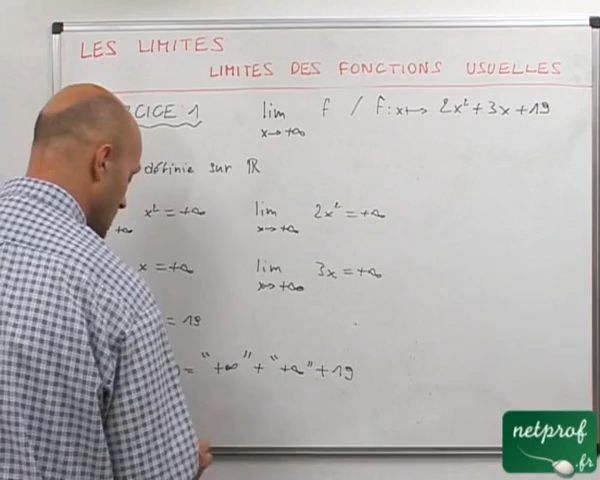 LES LIMITES
LIMITES DES FONCTIONS USUELLES
CICE 1 lim x→+∞ f / f: x↦ 2x²+3x+19
définie sur ℝ
+∞ x² = +∞ lim x→+∞ 2x² = +∞
x = +∞ lim x→+∞ 3x = +∞
= 19
= "+∞" + "+∞" + 19
netprof
.fr